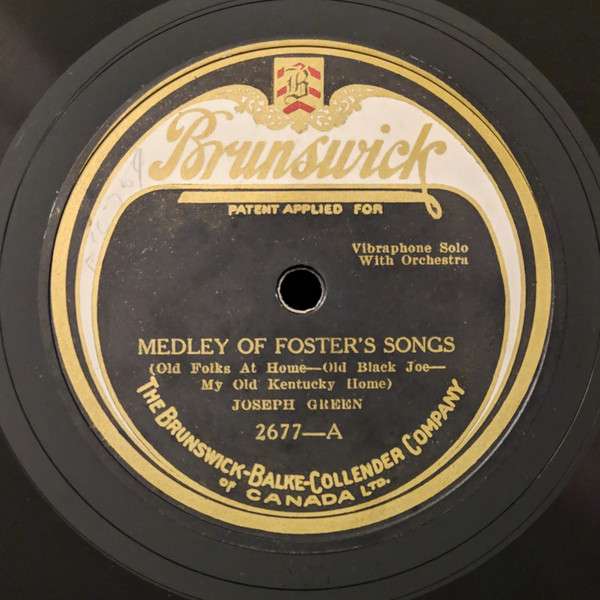 B
Brunswick
PATENT APPLIED FOR
Vibraphone Solo
With Orchestra
MEDLEY OF FOSTER'S SONGS
(Old Folks At Home—Old Black Joe—
My Old Kentucky Home)
JOSEPH GREEN
2677—A
THE BRUNSWICK-BALKE-COLLENDER COMPANY
OF CANADA LTD.